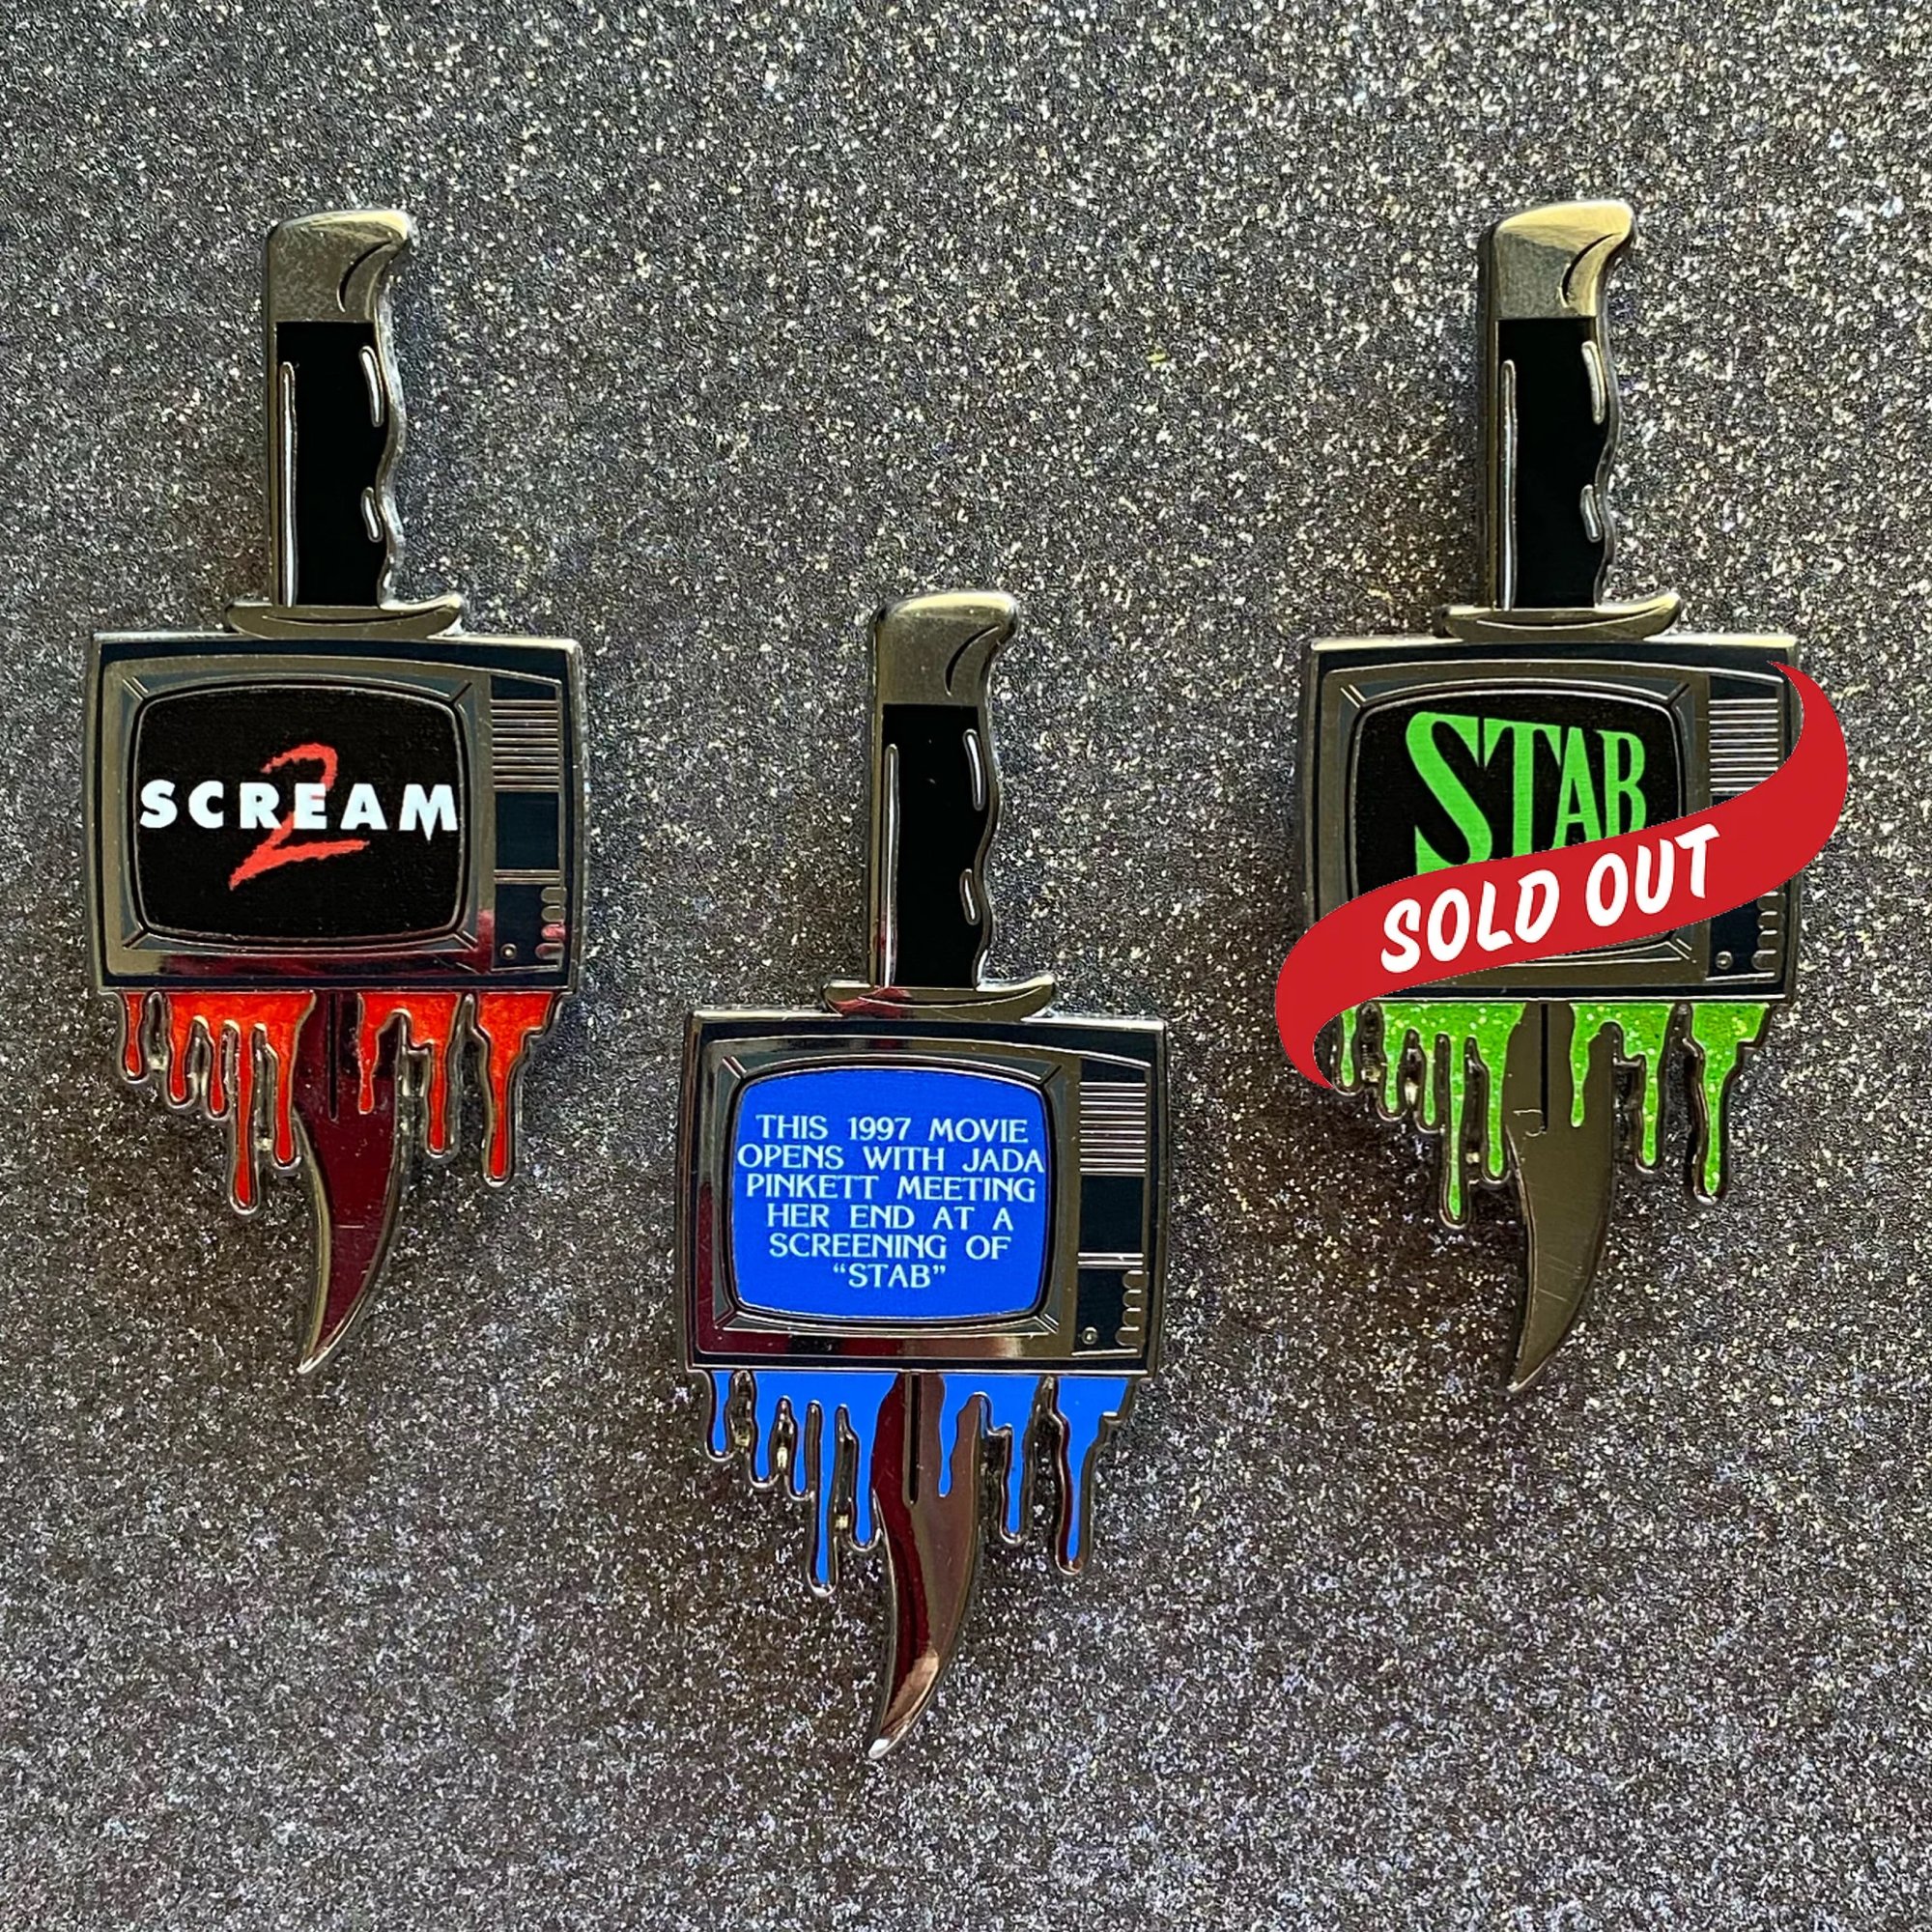 SCREAM
2
THIS 1997 MOVIE
OPENS WITH JADA
PINKETT MEETING
HER END AT A
SCREENING OF
“STAB”
STAB
SOLD OUT